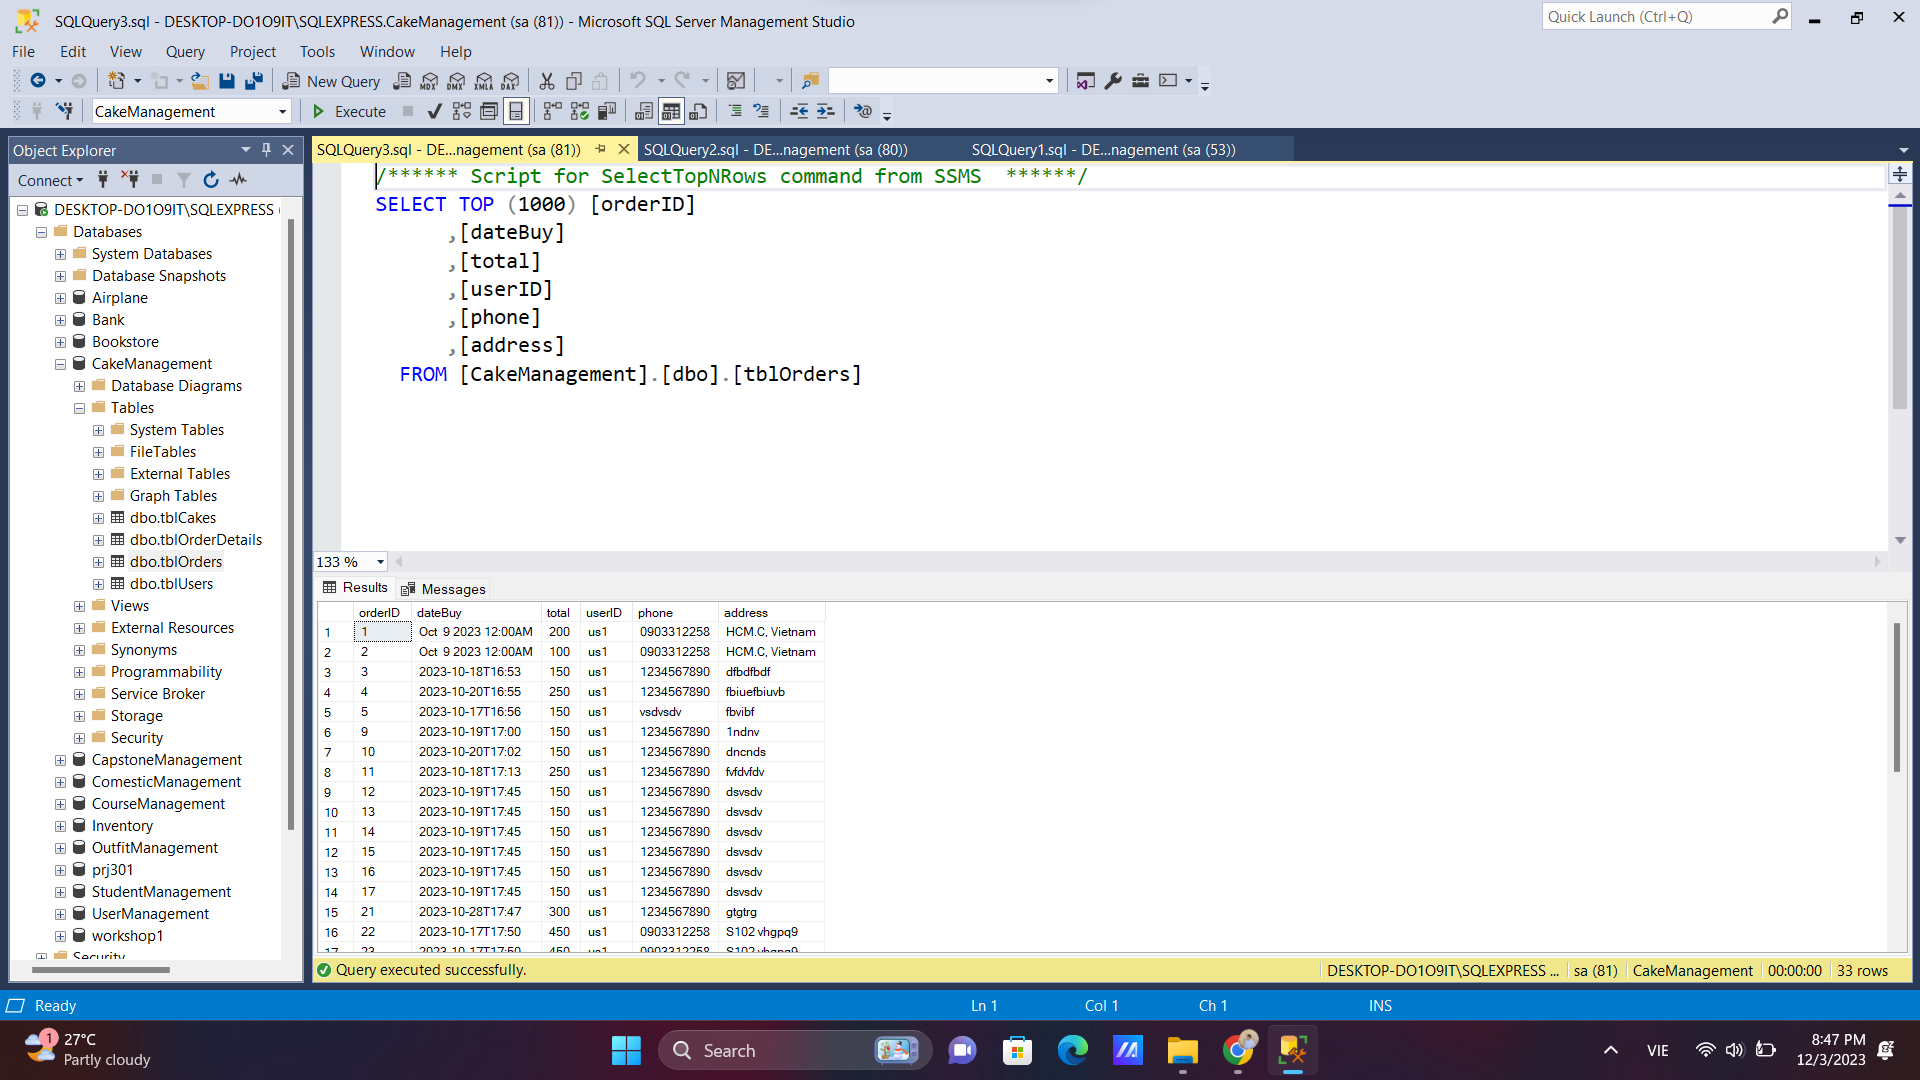 SQLQuery3.sql - DESKTOP-DO1O9IT\SQLEXPRESS.CakeManagement (sa (81)) - Microsoft SQL Server Management Studio
Quick Launch (Ctrl+Q)
File Edit View Query Project Tools Window Help
New Query MDX DMX XMLA DAX
CakeManagement Execute
Object Explorer
Connect
DESKTOP-DO1O9IT\SQLEXPRESS (
Databases
System Databases
Database Snapshots
Airplane
Bank
Bookstore
CakeManagement
Database Diagrams
Tables
System Tables
FileTables
External Tables
Graph Tables
dbo.tblCakes
dbo.tblOrderDetails
dbo.tblOrders
dbo.tblUsers
Views
External Resources
Synonyms
Programmability
Service Broker
Storage
Security
CapstoneManagement
ComesticManagement
CourseManagement
Inventory
OutfitManagement
prj301
StudentManagement
UserManagement
workshop1
Security
SQLQuery3.sql - DE...nagement (sa (81)) SQLQuery2.sql - DE...nagement (sa (80)) SQLQuery1.sql - DE...nagement (sa (53))
/****** Script for SelectTopNRows command from SSMS ******/
SELECT TOP (1000) [orderID]
,[dateBuy]
,[total]
,[userID]
,[phone]
,[address]
FROM [CakeManagement].[dbo].[tblOrders]
133 %
Results Messages
orderID dateBuy total userID phone address
1 1 Oct 9 2023 12:00AM 200 us1 0903312258 HCM.C, Vietnam
2 2 Oct 9 2023 12:00AM 100 us1 0903312258 HCM.C, Vietnam
3 3 2023-10-18T16:53 150 us1 1234567890 dfbdfbdf
4 4 2023-10-20T16:55 250 us1 1234567890 fbiuefbiuvb
5 5 2023-10-17T16:56 150 us1 vsdvsdv fbvibf
6 9 2023-10-19T17:00 150 us1 1234567890 1ndnv
7 10 2023-10-20T17:02 150 us1 1234567890 dncnds
8 11 2023-10-18T17:13 250 us1 1234567890 fvfdvfdv
9 12 2023-10-19T17:45 150 us1 1234567890 dsvsdv
10 13 2023-10-19T17:45 150 us1 1234567890 dsvsdv
11 14 2023-10-19T17:45 150 us1 1234567890 dsvsdv
12 15 2023-10-19T17:45 150 us1 1234567890 dsvsdv
13 16 2023-10-19T17:45 150 us1 1234567890 dsvsdv
14 17 2023-10-19T17:45 150 us1 1234567890 dsvsdv
15 21 2023-10-28T17:47 300 us1 1234567890 gtgtrg
16 22 2023-10-17T17:50 450 us1 0903312258 S102 vhgpq9
17 23 2023-10-17T17:50 450 us1 0903312258 S102 vhgpq9
Query executed successfully. DESKTOP-DO1O9IT\SQLEXPRESS ... sa (81) CakeManagement 00:00:00 33 rows
Ready Ln 1 Col 1 Ch 1 INS
1 27°C
Partly cloudy
Search
VIE
8:47 PM
12/3/2023